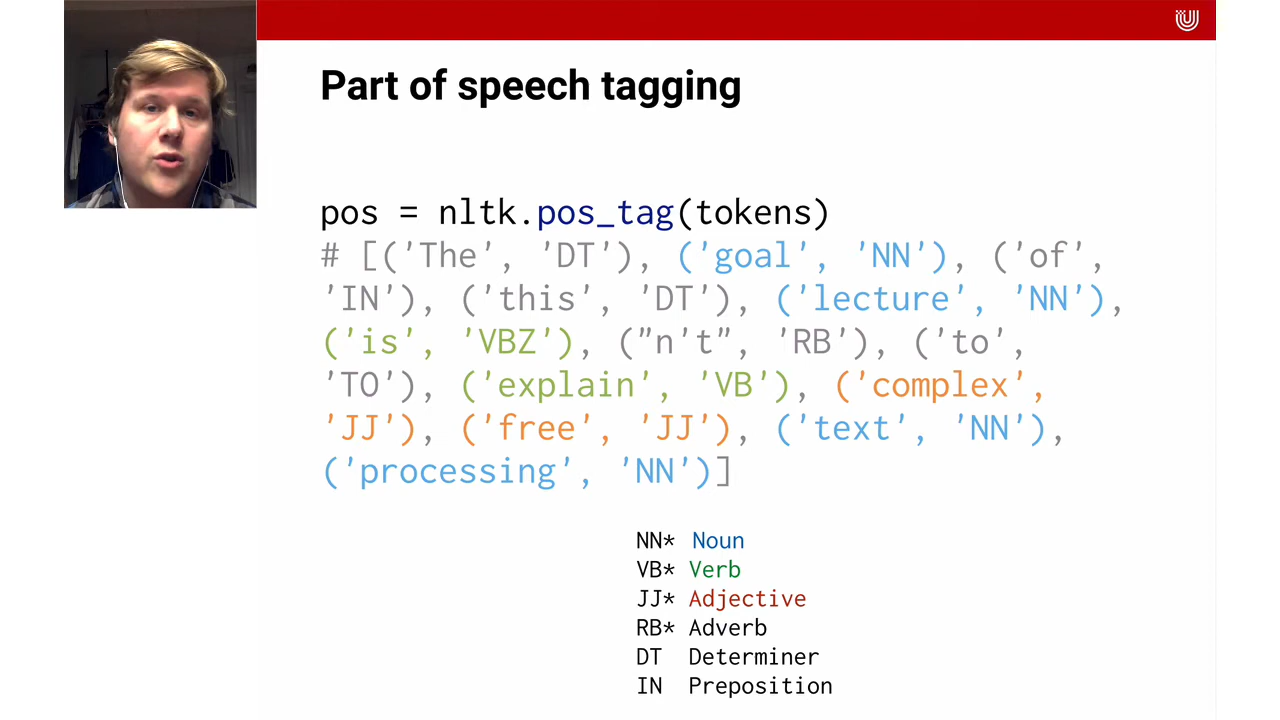 Part of speech tagging
pos = nltk.pos_tag(tokens)
# [('The', 'DT'), ('goal', 'NN'), ('of',
'IN'), ('this', 'DT'), ('lecture', 'NN'),
('is', 'VBZ'), ("n't", 'RB'), ('to',
'TO'), ('explain', 'VB'), ('complex',
'JJ'), ('free', 'JJ'), ('text', 'NN'),
('processing', 'NN')]
NN* Noun
VB* Verb
JJ* Adjective
RB* Adverb
DT Determiner
IN Preposition